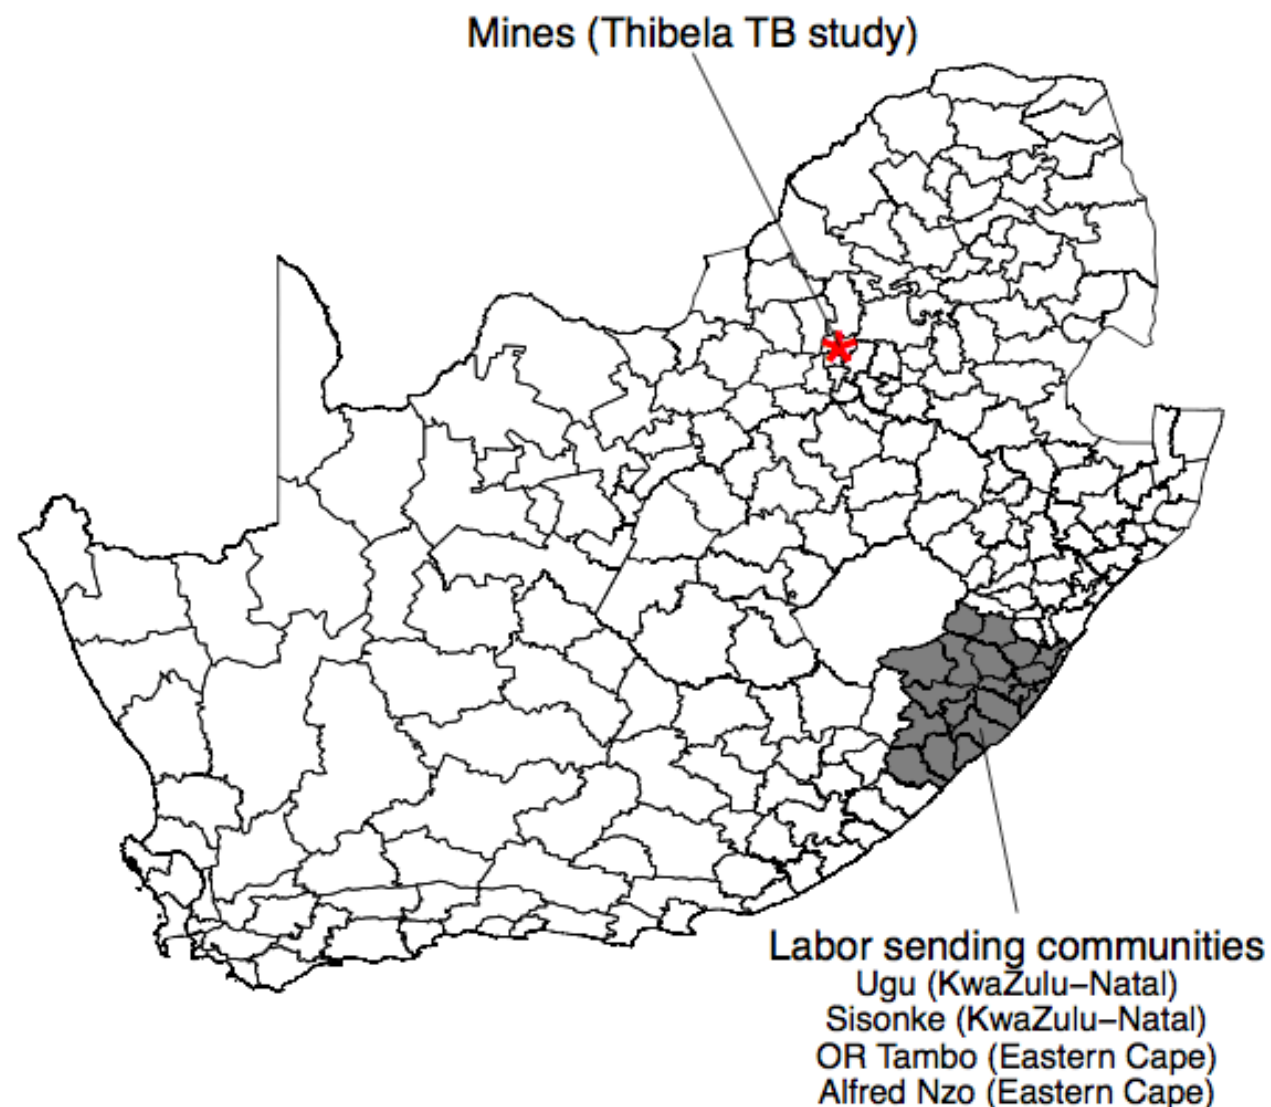 Mines (Thibela TB study)
Labor sending communities
Ugu (KwaZulu–Natal)
Sisonke (KwaZulu–Natal)
OR Tambo (Eastern Cape)
Alfred Nzo (Eastern Cape)